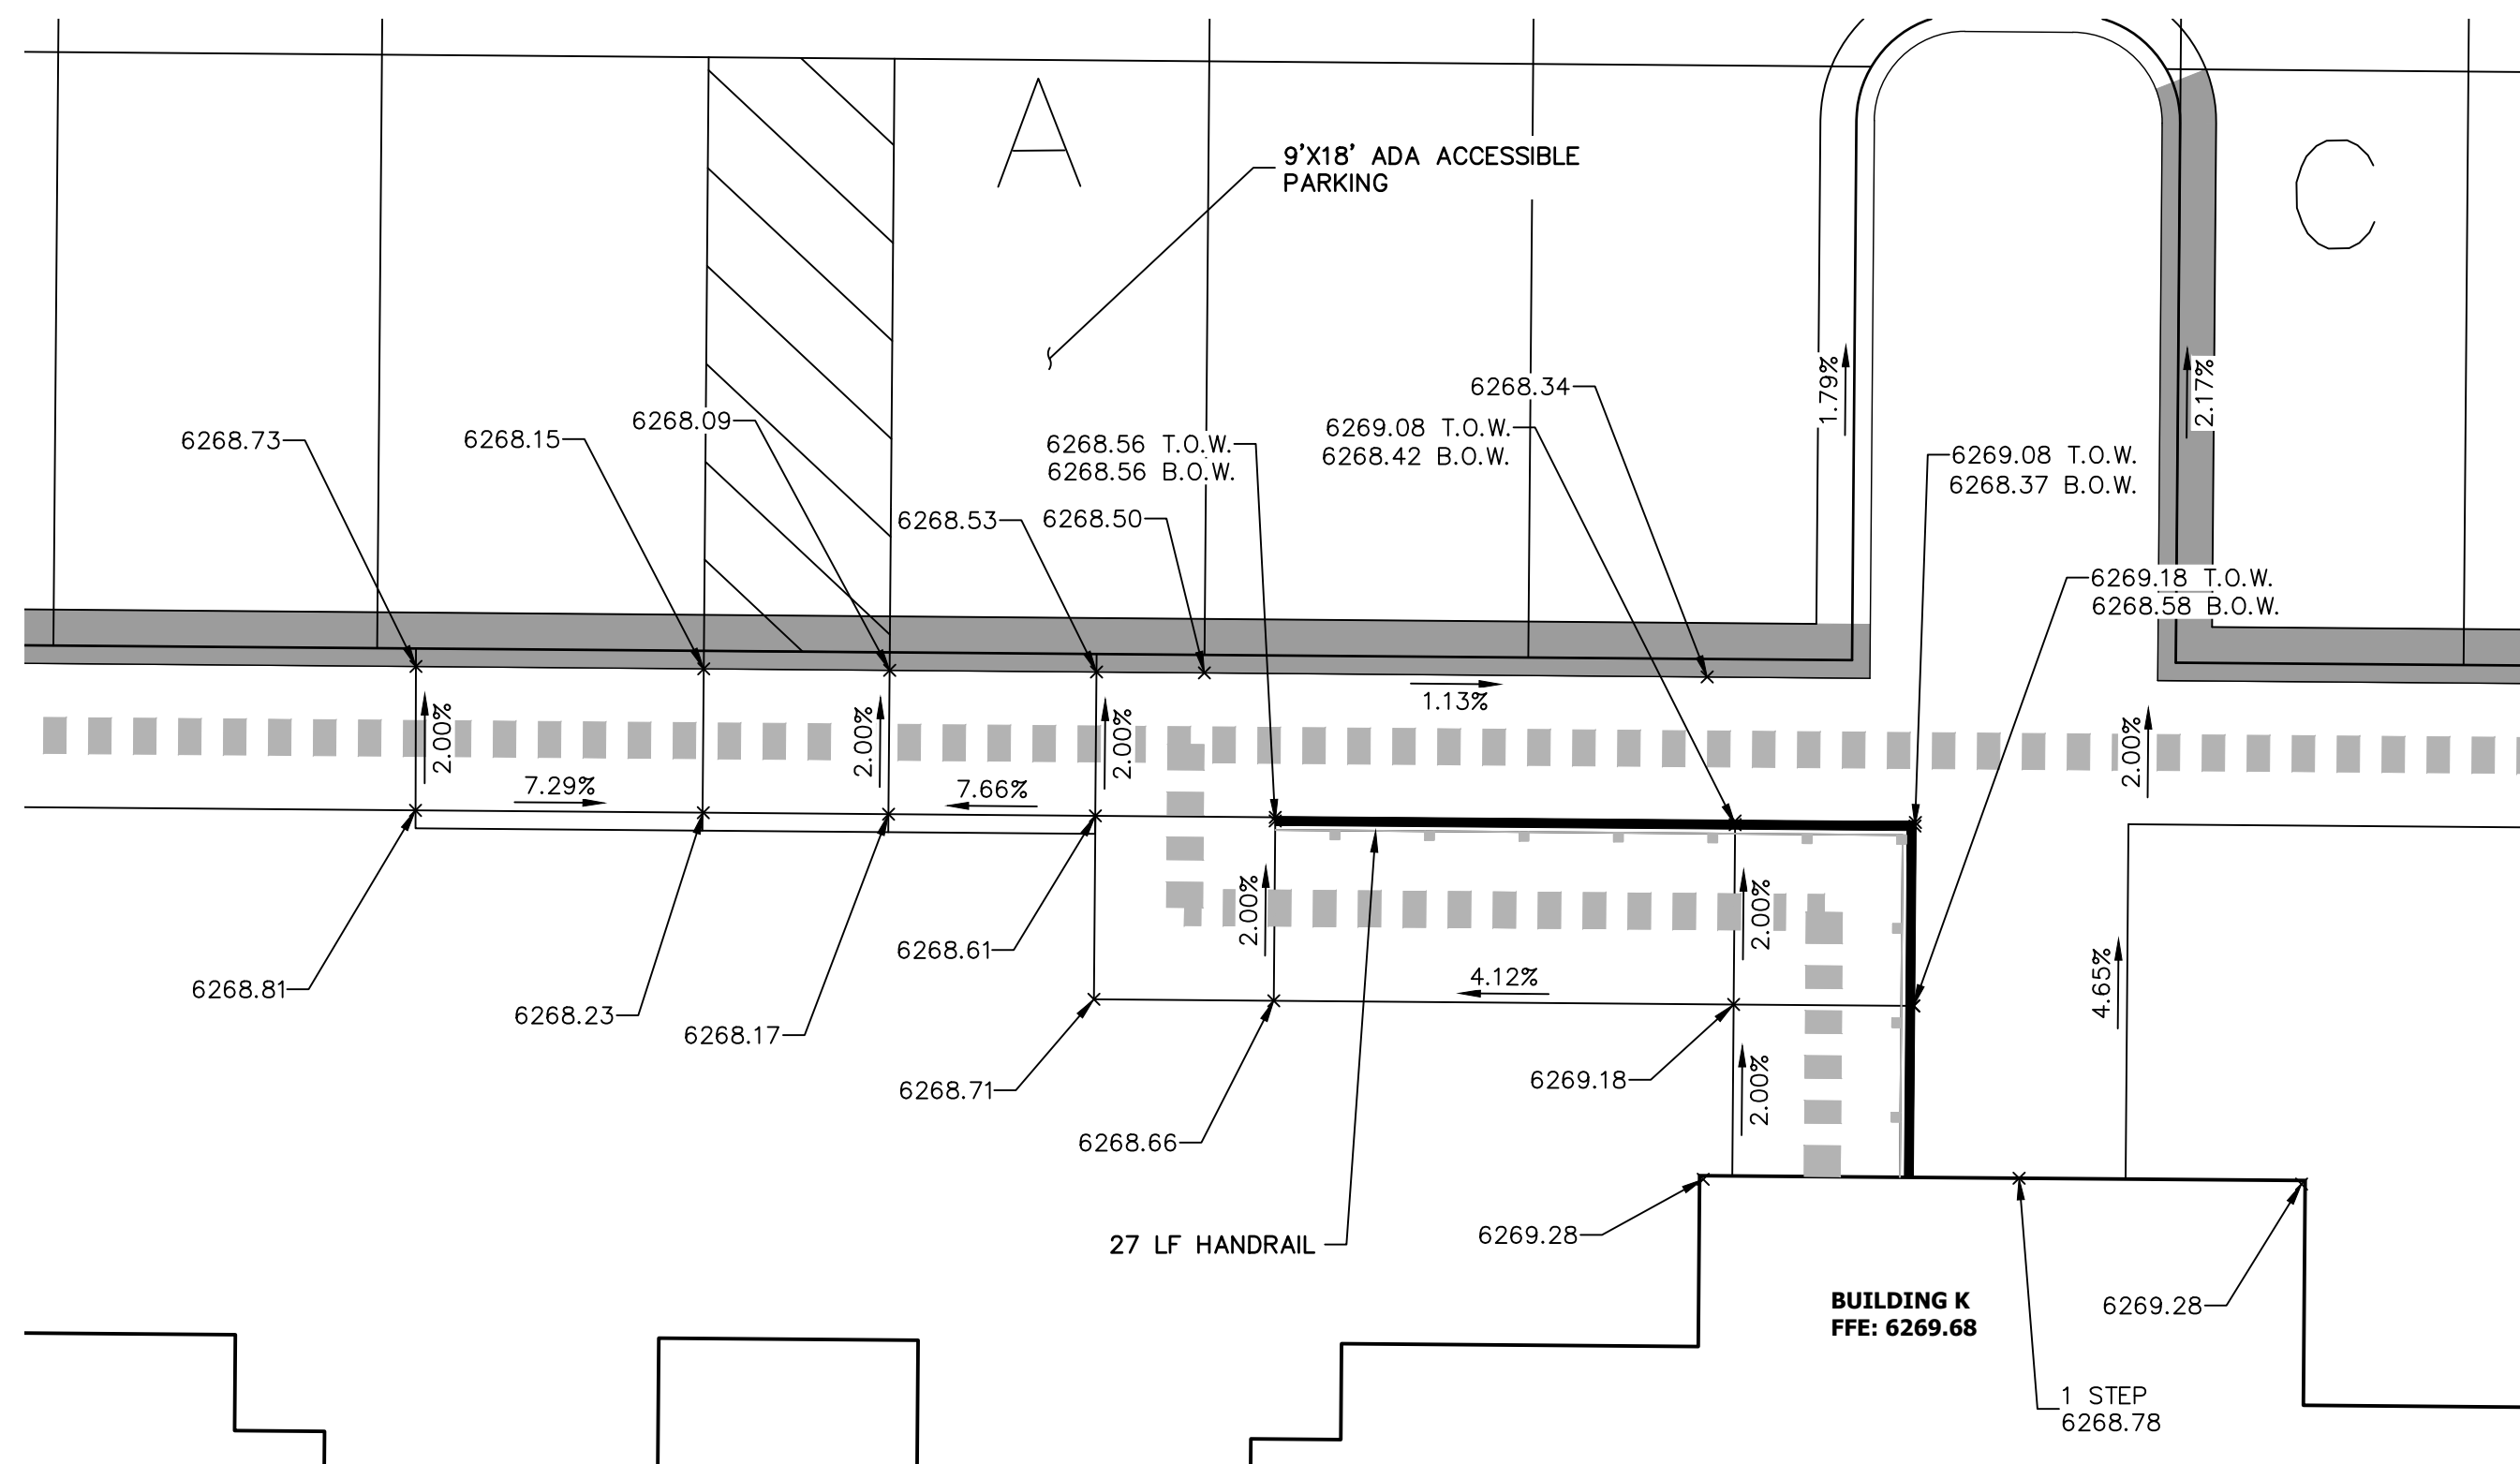 A
C
9'X18' ADA ACCESSIBLE
PARKING
1.79%
2.17%
6268.34
6268.09
6268.73
6268.15
6268.56 T.O.W.
6268.56 B.O.W.
6269.08 T.O.W.
6268.42 B.O.W.
6269.08 T.O.W.
6268.37 B.O.W.
6268.53
6268.50
6269.18 T.O.W.
6268.58 B.O.W.
1.13%
2.00%
2.00%
2.00%
2.00%
7.29%
7.66%
2.00%
2.00%
6268.61
4.12%
4.65%
6268.81
6268.23
6268.17
6268.71
6269.18
2.00%
6268.66
27 LF HANDRAIL
6269.28
BUILDING K
FFE: 6269.68
6269.28
1 STEP
6268.78